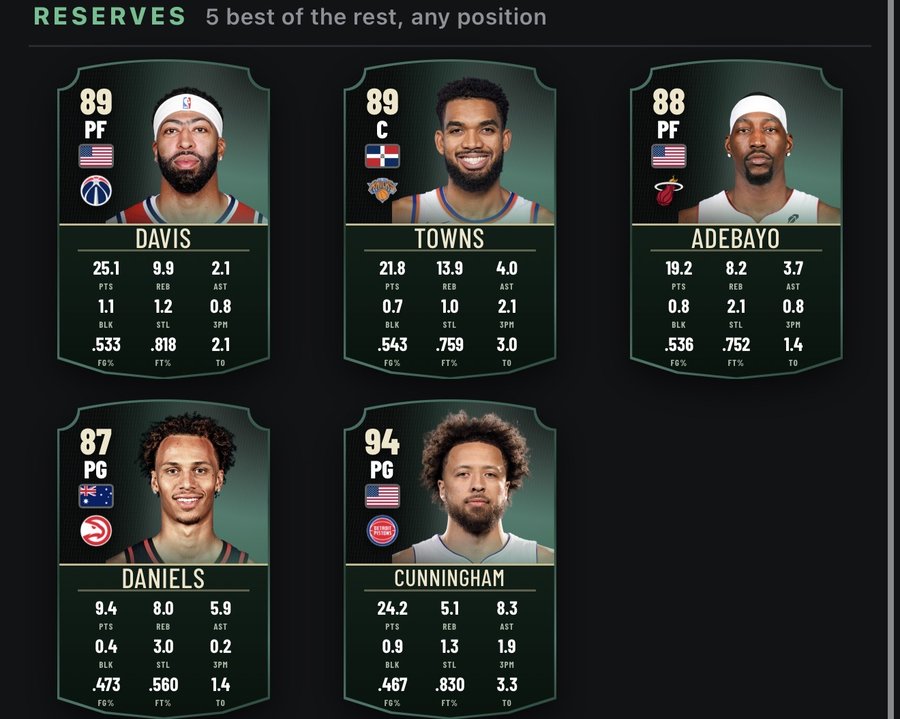 RESERVES 5 best of the rest, any position
89
PF
DAVIS
25.1 9.9 2.1
PTS REB AST
1.1 1.2 0.8
BLK STL 3PM
.533 .818 2.1
FG% FT% TO
89
C
TOWNS
21.8 13.9 4.0
PTS REB AST
0.7 1.0 2.1
BLK STL 3PM
.543 .759 3.0
FG% FT% TO
88
PF
ADEBAYO
19.2 8.2 3.7
PTS REB AST
0.8 2.1 0.8
BLK STL 3PM
.536 .752 1.4
FG% FT% TO
87
PG
DANIELS
9.4 8.0 5.9
PTS REB AST
0.4 3.0 0.2
BLK STL 3PM
.473 .560 1.4
FG% FT% TO
94
PG
DETROIT
PISTONS
CUNNINGHAM
24.2 5.1 8.3
PTS REB AST
0.9 1.3 1.9
BLK STL 3PM
.467 .830 3.3
FG% FT% TO